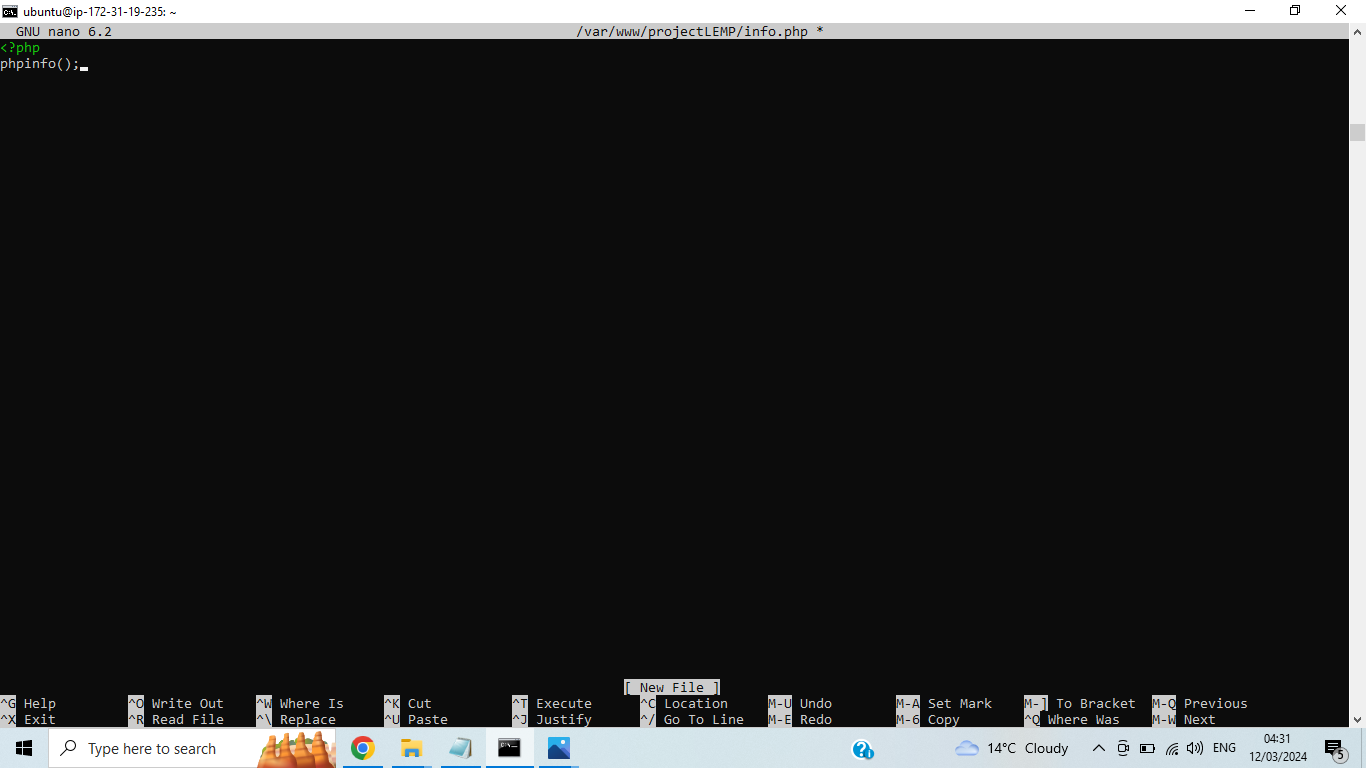 ubuntu@ip-172-31-19-235: ~
GNU nano 6.2 /var/www/projectLEMP/info.php *
<?php
phpinfo();
[ New File ]
^G Help ^O Write Out ^W Where Is ^K Cut ^T Execute ^C Location M-U Undo M-A Set Mark M-] To Bracket M-Q Previous
^X Exit ^R Read File ^\ Replace ^U Paste ^J Justify ^/ Go To Line M-E Redo M-6 Copy ^Q Where Was M-W Next
Type here to search 14°C Cloudy ENG 04:31
12/03/2024 5